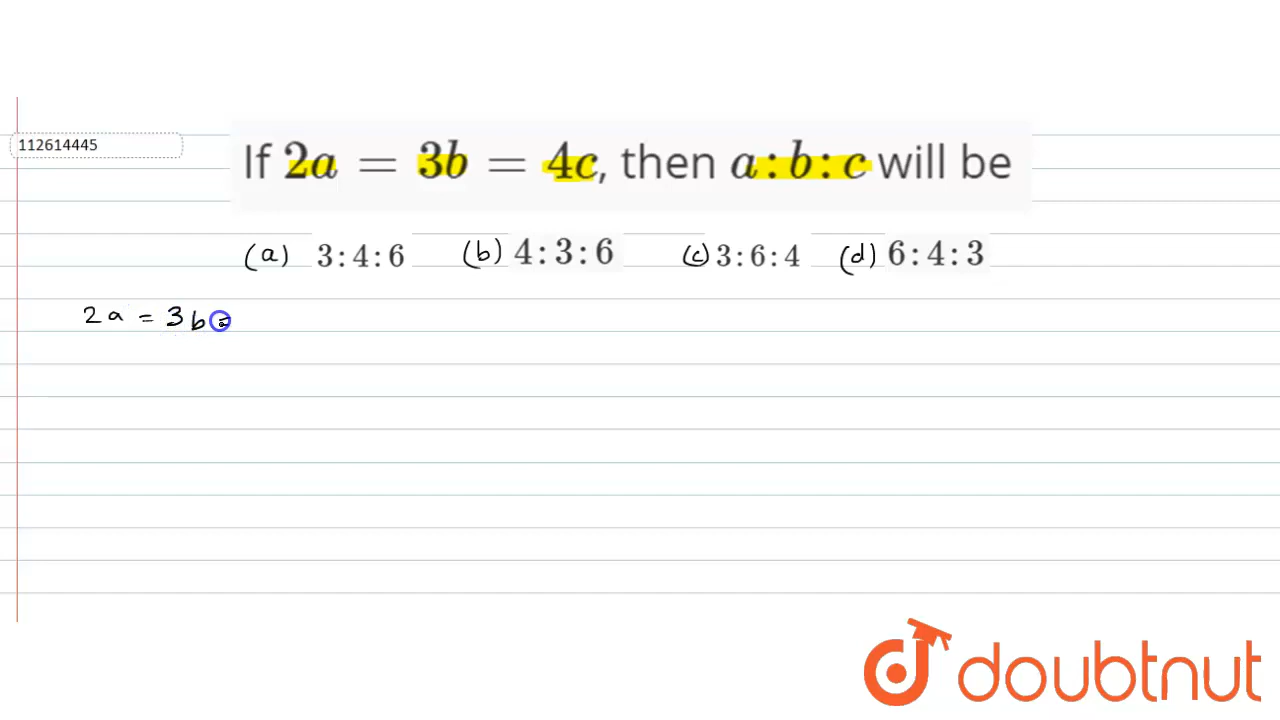 112614445
If 2a = 3b = 4c, then a : b : c will be
(a) 3 : 4 : 6 (b) 4 : 3 : 6 (c) 3 : 6 : 4 (d) 6 : 4 : 3
2a = 3b =
doubtnut